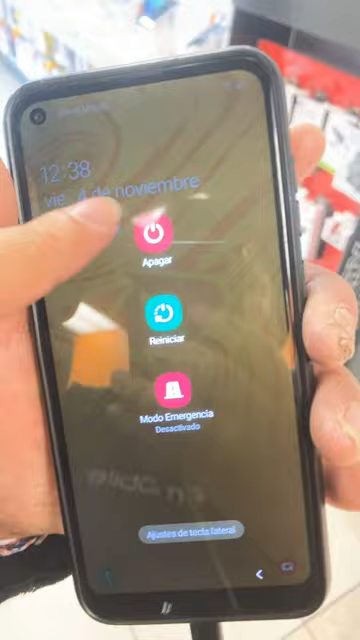 12:38
vie. 4 de noviembre
Apagar
Reiniciar
Modo Emergencia
Desactivado
Ajustes de tecla lateral